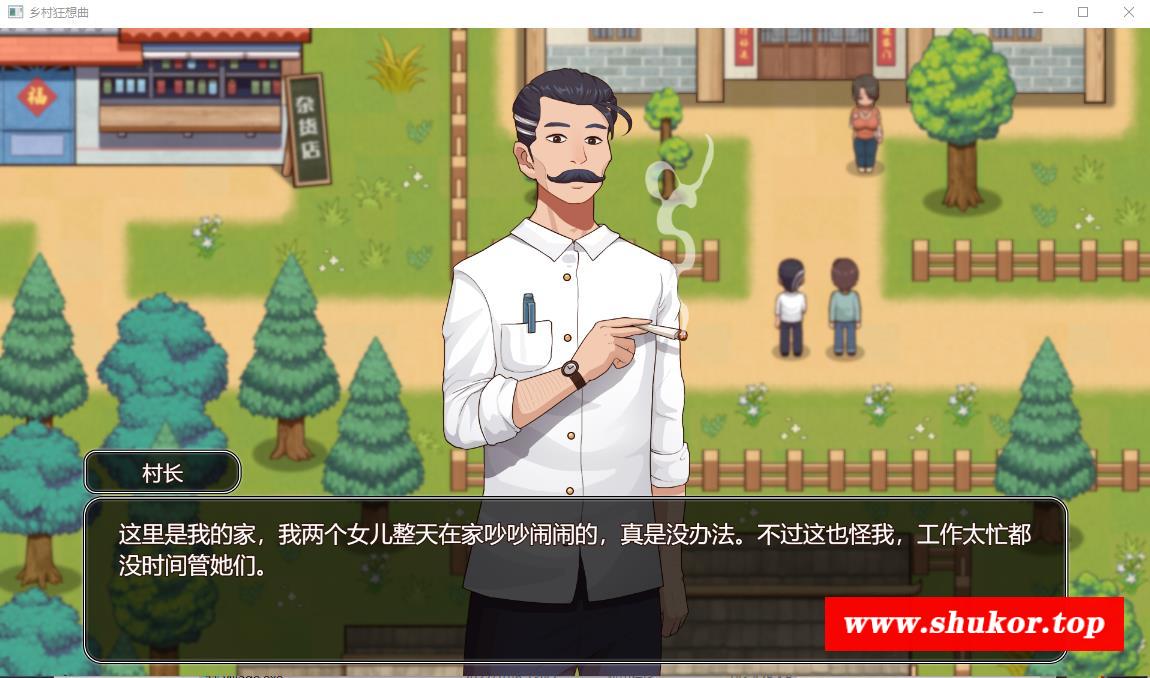 乡村狂想曲
福
杂货店
村长
这里是我的家，我两个女儿整天在家吵吵闹闹的，真是没办法。不过这也怪我，工作太忙都
没时间管她们。
www.shukor.top